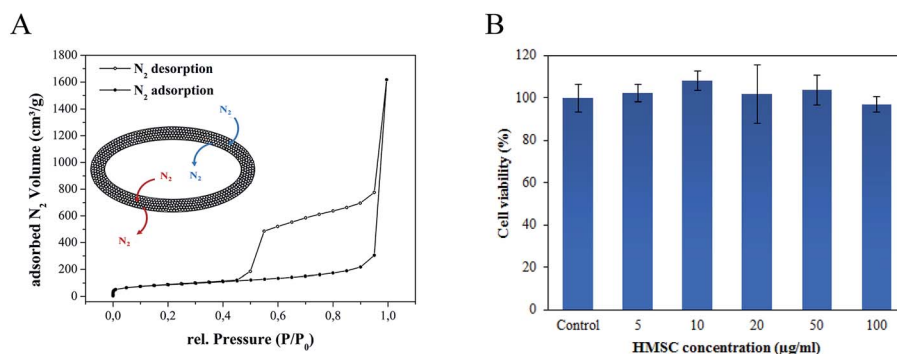 A
1800
1600
1400
1200
1000
800
600
400
200
0
adsorbed N₂ Volume (cm³/g)
N₂ desorption
N₂ adsorption
N₂
N₂
N₂
N₂
0,0 0,2 0,4 0,6 0,8 1,0
rel. Pressure (P/P₀)
B
120
100
80
60
40
20
0
Cell viability (%)
Control 5 10 20 50 100
HMSC concentration (µg/ml)